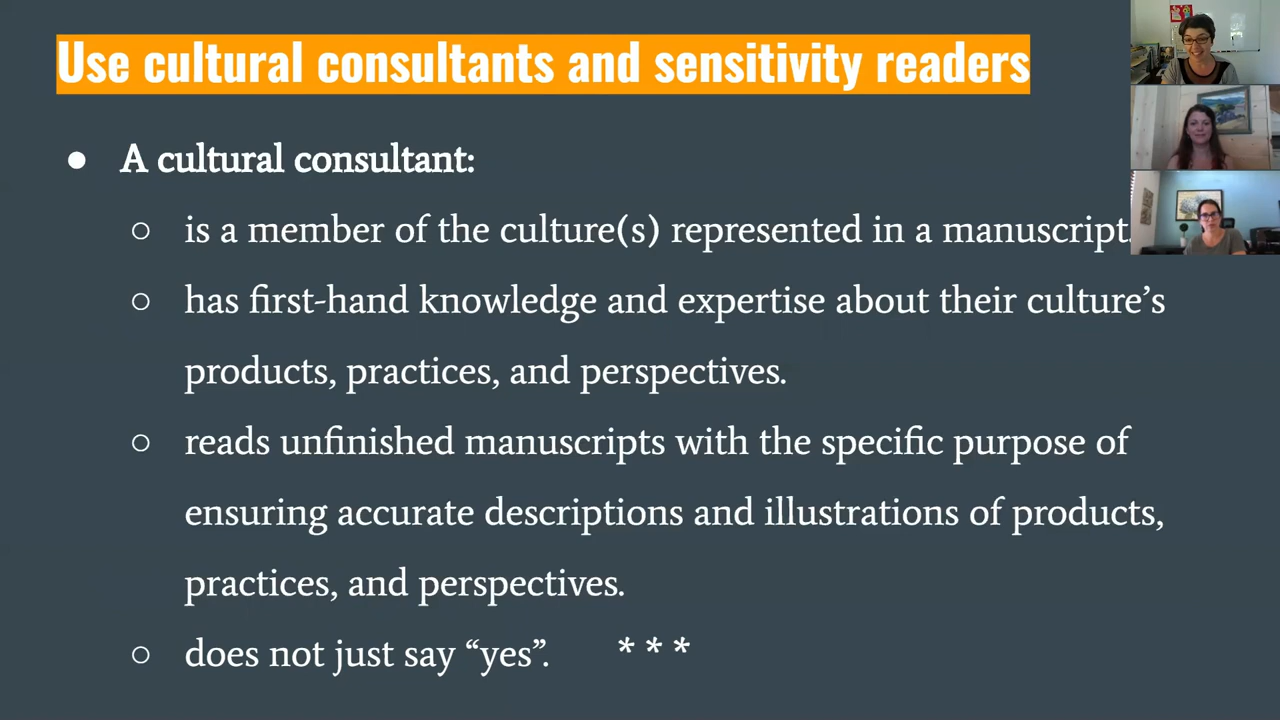 Use cultural consultants and sensitivity readers
● A cultural consultant:
○ is a member of the culture(s) represented in a manuscript.
○ has first-hand knowledge and expertise about their culture’s
products, practices, and perspectives.
○ reads unfinished manuscripts with the specific purpose of
ensuring accurate descriptions and illustrations of products,
practices, and perspectives.
○ does not just say “yes”. * * *